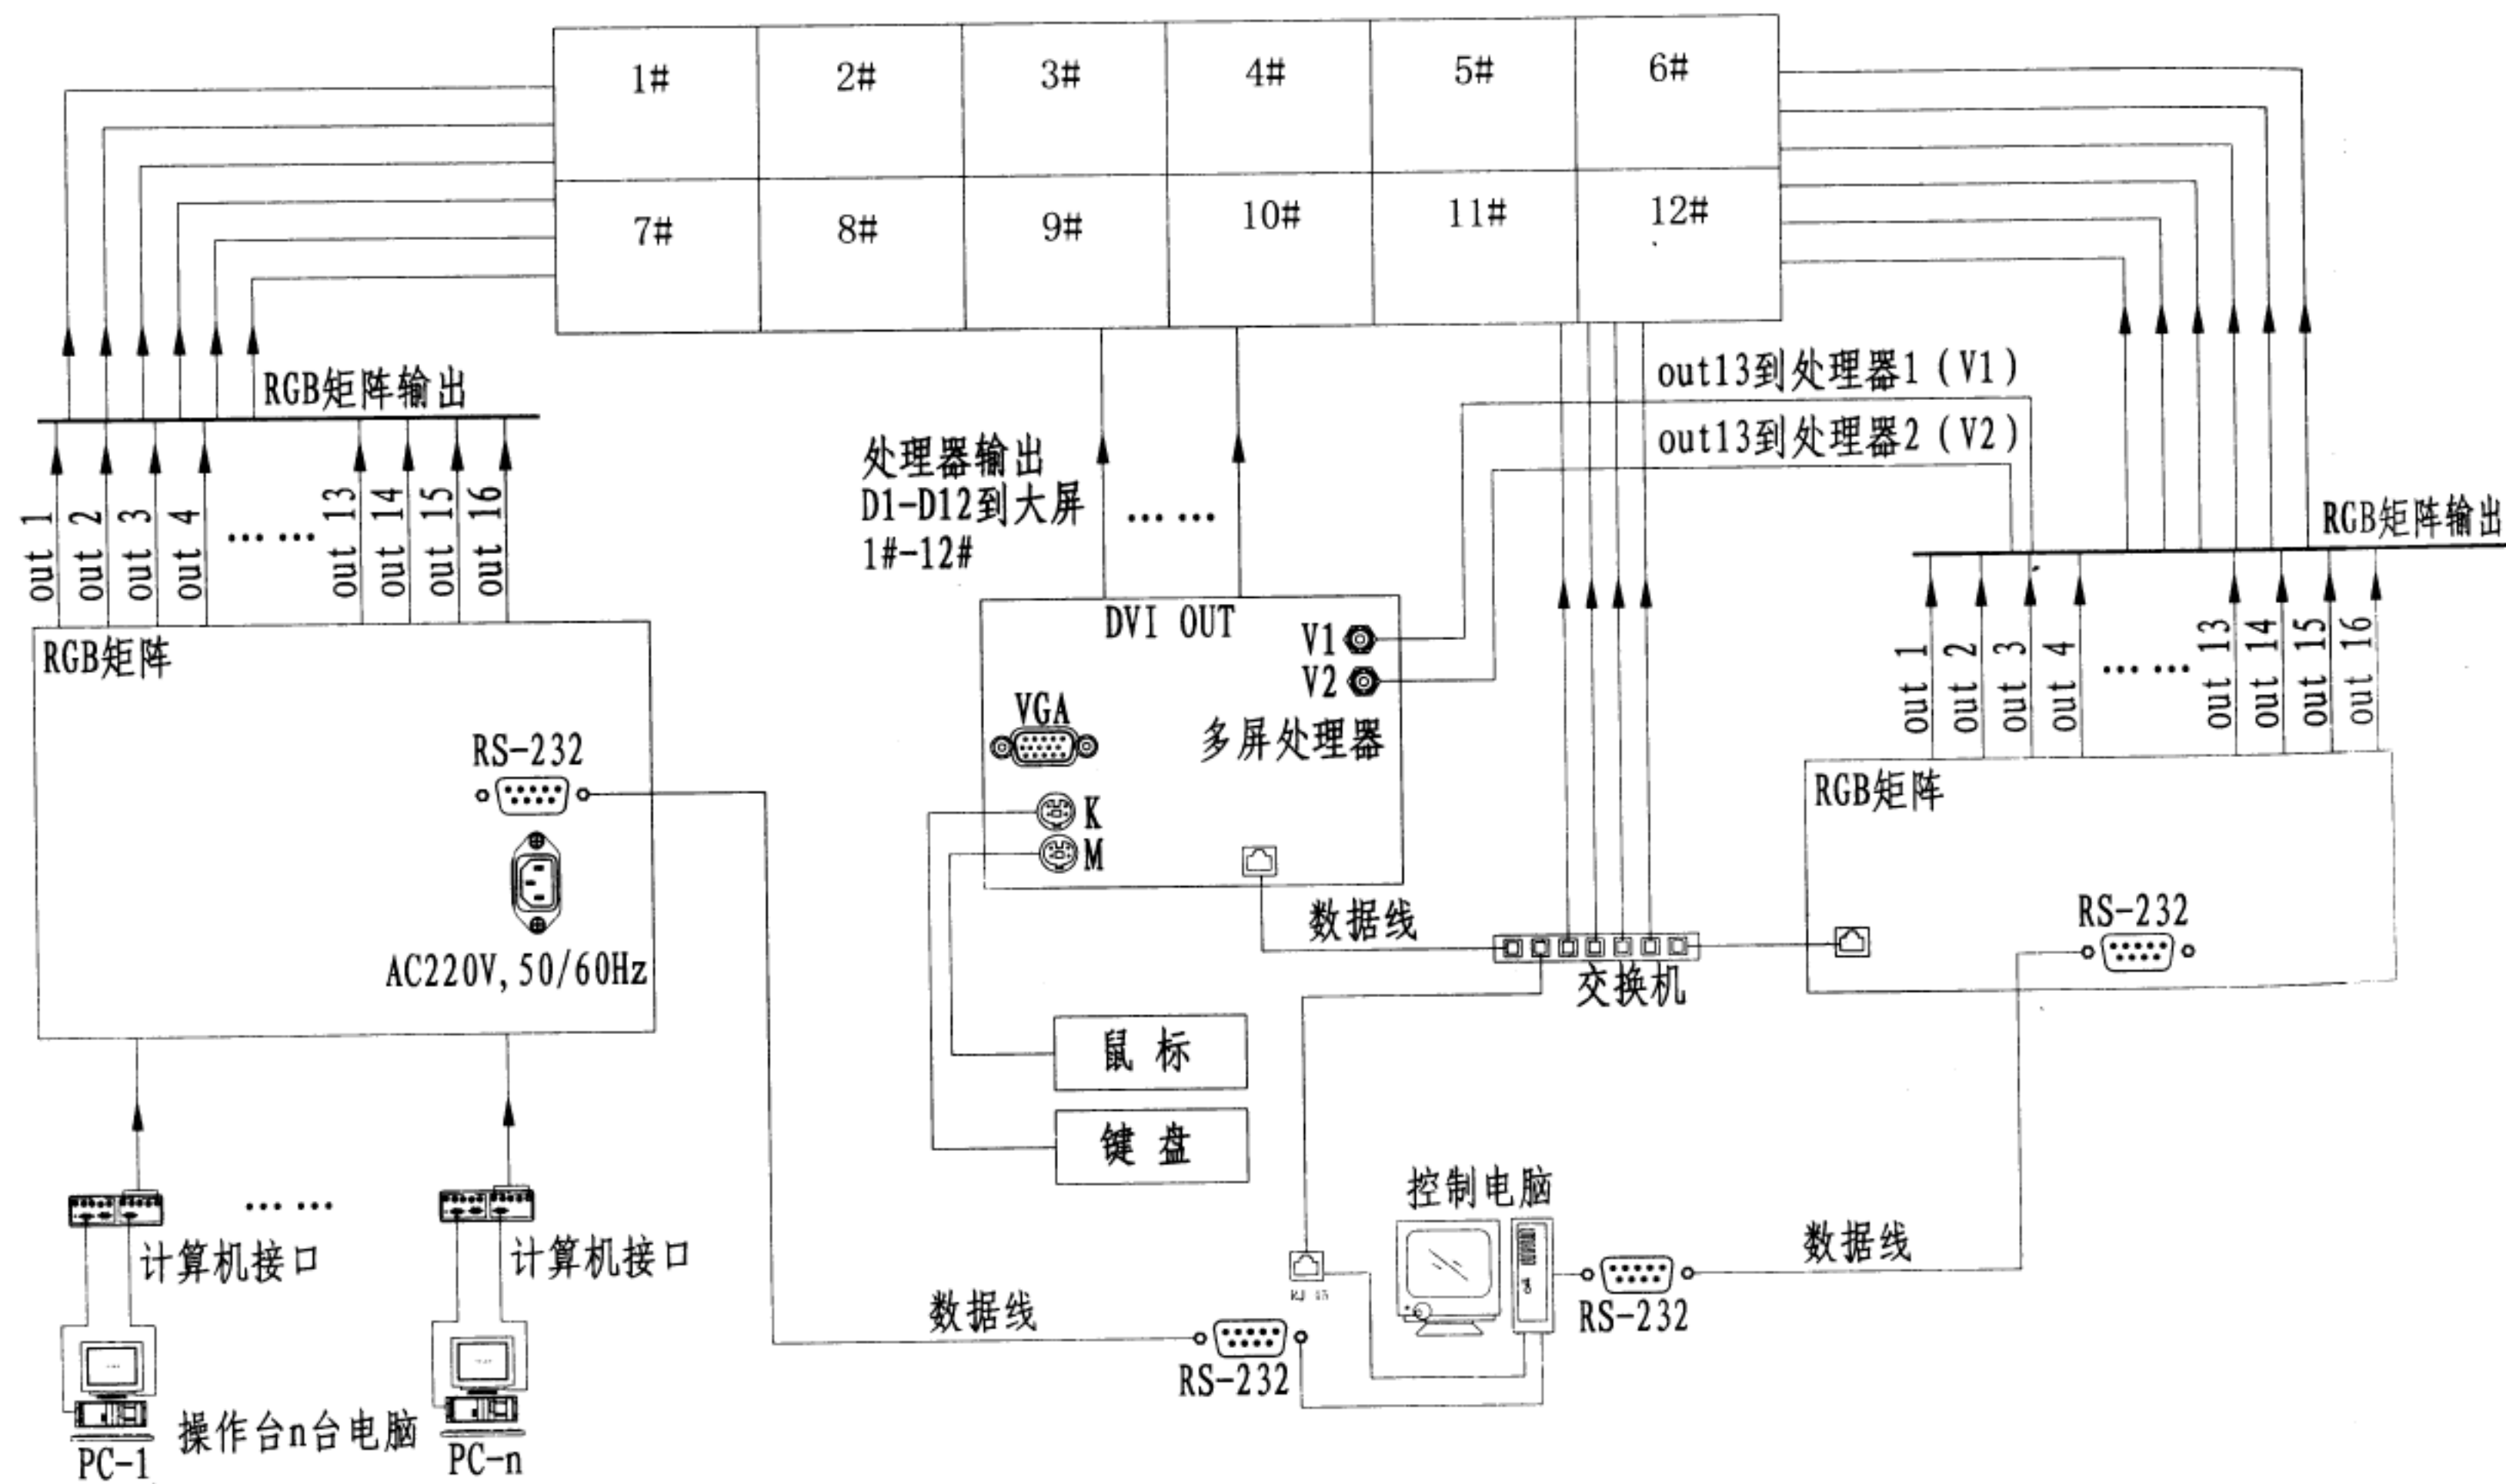 1#
2#
3#
4#
5#
6#
7#
8#
9#
10#
11#
12#
RGB矩阵输出
out13到处理器1（V1）
out13到处理器2（V2）
处理器输出
D1-D12到大屏
1#-12#
RGB矩阵输出
out 1
out 2
out 3
out 4
……
out 13
out 14
out 15
out 16
……
RGB矩阵
RS-232
AC220V,50/60Hz
DVI OUT
V1
V2
VGA
多屏处理器
K
M
out 1
out 2
out 3
out 4
……
out 13
out 14
out 15
out 16
RGB矩阵
RS-232
数据线
交换机
鼠标
键盘
……
计算机接口
计算机接口
控制电脑
数据线
数据线
RS-232
RS-232
操作台n台电脑
PC-1
PC-n